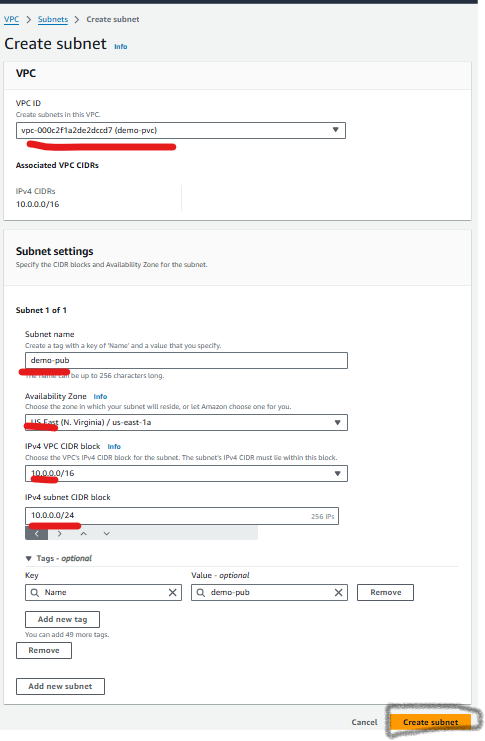 VPC > Subnets > Create subnet
Create subnet Info
VPC
VPC ID
Create subnets in this VPC.
vpc-000c2f1a2de2dccd7 (demo-pvc)
Associated VPC CIDRs
IPv4 CIDRs
10.0.0.0/16
Subnet settings
Specify the CIDR blocks and Availability Zone for the subnet.
Subnet 1 of 1
Subnet name
Create a tag with a key of 'Name' and a value that you specify.
demo-pub
The name can be up to 256 characters long.
Availability Zone Info
Choose the zone in which your subnet will reside, or let Amazon choose one for you.
US East (N. Virginia) / us-east-1a
IPv4 VPC CIDR block Info
Choose the VPC's IPv4 CIDR block for the subnet. The subnet's IPv4 CIDR must lie within this block.
10.0.0.0/16
IPv4 subnet CIDR block
10.0.0.0/24 256 IPs
Tags - optional
Key Value - optional
Name demo-pub Remove
Add new tag
You can add 49 more tags.
Remove
Add new subnet
Cancel Create subnet